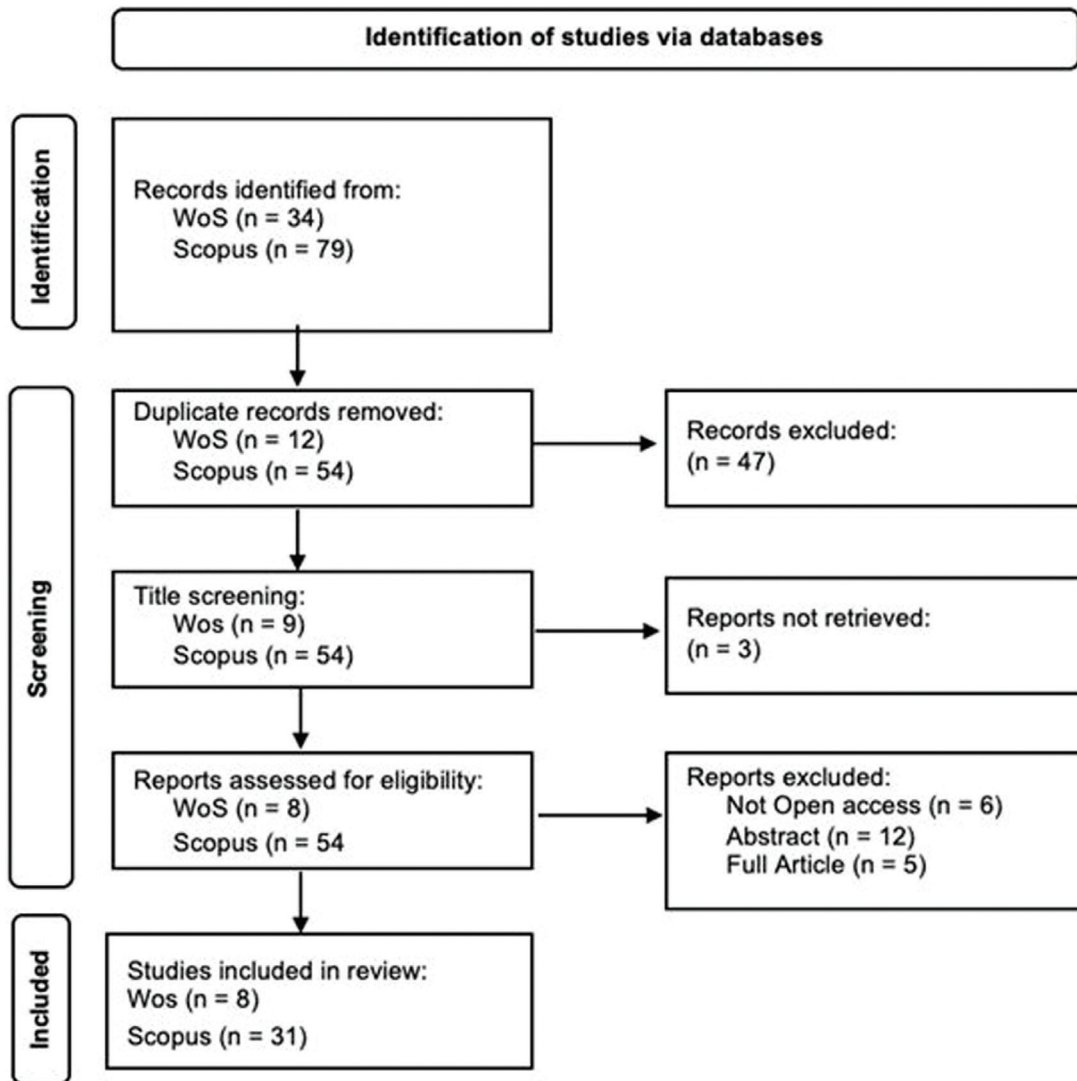 Identification of studies via databases
Identification
Records identified from:
WoS (n = 34)
Scopus (n = 79)
Screening
Duplicate records removed:
WoS (n = 12)
Scopus (n = 54)
Records excluded:
(n = 47)
Title screening:
Wos (n = 9)
Scopus (n = 54)
Reports not retrieved:
(n = 3)
Reports assessed for eligibility:
WoS (n = 8)
Scopus (n = 54
Reports excluded:
Not Open access (n = 6)
Abstract (n = 12)
Full Article (n = 5)
Included
Studies included in review:
Wos (n = 8)
Scopus (n = 31)